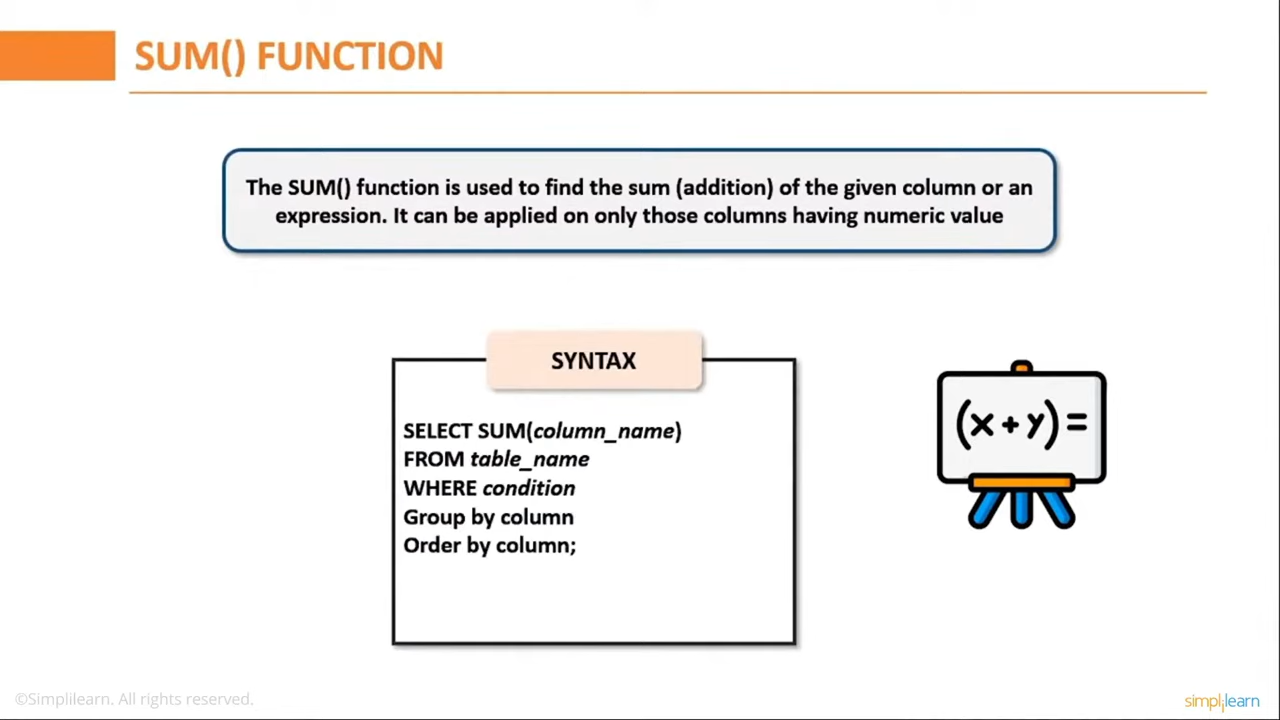 SUM() FUNCTION
The SUM() function is used to find the sum (addition) of the given column or an
expression. It can be applied on only those columns having numeric value
SYNTAX
SELECT SUM(column_name)
FROM table_name
WHERE condition
Group by column
Order by column;
(x+y)=
©Simplilearn. All rights reserved.
simplilearn